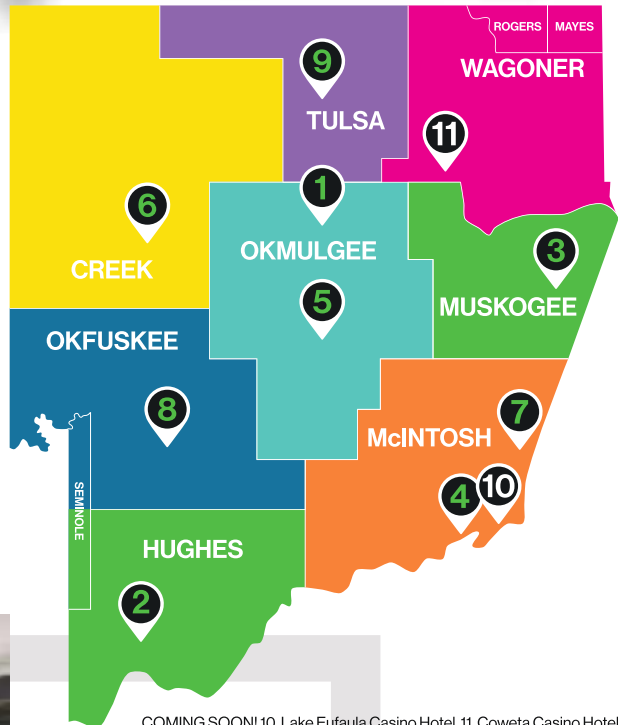 ROGERS
MAYES
WAGONER
9
TULSA
11
1
6
OKMULGEE
3
CREEK
5
MUSKOGEE
OKFUSKEE
8
7
McINTOSH
4
10
SEMINOLE
HUGHES
2
COMING SOON! 10. Lake Eufaula Casino Hotel 11. Coweta Casino Hotel